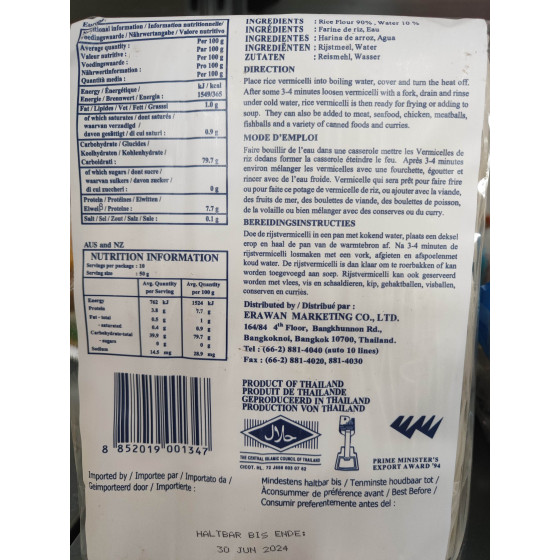 Nutritional information / Information nutritionnelle/
Voedingswaarde / Nährwertangabe / Valore nutritivo
Average quantity :
Per 100 g
Valeur nutritive :
Par 100 g
Voedingswaarde :
Pro 100 g
Nährwertinformation :
Per 100 g
Quantità media :
Per 100 g
Energy / Énergétique /
kJ / kcal
Energie / Brennwert / Energia :
1549/365
Fat / Lipides / Vet / Fett / Grassi
1.0 g
of which saturates / dont saturés /
waarvan verzadigd /
davon gesättigt / di cui saturi :
0.9 g
Carbohydrate / Glucides /
Koolhydraten / Kohlenhydrate /
Carboidrati :
79.7 g
of which sugars / dont sucre /
waarvan suikers / davon zucker /
di cui zuccheri :
0 g
Protein / Protéines / Eiwitten /
Eiweiß / Proteine :
7.7 g
Salt / Sel / Zout / Salz / Sale :
0.1 g
AUS and NZ
NUTRITION INFORMATION
Servings per package : 10
Serving size : 50 g
Avg. Quantity per Serving
Avg. Quantity per 100 g
Energy 762 kJ 1524 kJ
Protein 3.8 g 7.7 g
Fat - total 0.5 g 1 g
- saturated 0.4 g 0.9 g
Carbohydrate-total 39.9 g 79.7 g
- sugars 0 g 0 g
Sodium 14.5 mg 28.9 mg
8 852019 001347
Imported by / Importee par / Importato da /
Geimporteerd door / Importierte :
INGREDIENTS : Rice Flour 90%, Water 10 %
INGRÉDIENTS : Farine de riz, Eau
INGREDIENTES : Harina de arroz, Agua
INGREDIËNTEN : Rijstmeel, Water
ZUTATEN : Reismehl, Wasser
DIRECTION
Place rice vermicelli into boiling water, cover and turn the heat off.
After some 3-4 minutes loosen vermicelli with a fork, drain and rinse
under cold water, rice vermicelli is then ready for frying or adding to
soup. They can also be added to meat, seafood, chicken, meatballs,
fishballs and a variety of canned foods and curries.
MODE D'EMPLOI
Faire bouillir de l'eau dans une casserole mettre les Vermicelles de
riz dedans former la casserole éteindre le feu. Après 3-4 minutes
environ mélanger les vermicelles avec une fourchette, égoutter et
rincer avec de l'eau froide. Vermicelle qui sera prêt pour faire frire
ou pour faite ce potage de vermicelle de riz, ou ajouter avec la viande,
des fruits de mer, des boulettes de viande, des boulettes de poisson,
de la volaille ou bien mélanger avec des conserves ou du curry.
BEREIDINGSINSTRUCTIES
Doe de rijstvermicelli in een pan met kokend water, plaats een deksel
erop en haal de pan van de warmtebron af. Na 3-4 minuten de
rijstvermicelli losmaken met een vork, afgieten en afspoelenmet
koud water. De rijstvermicelli is dan klaar om te roerbakken of kan
worden toegevoegd aan soep. Rijstvermicelli kan ook geserveerd
worden met vlees, vis en schaaldieren, kip, gehaktballen, visballen,
conserven en curries.
Distributed by / Distribué par :
ERAWAN MARKETING CO., LTD.
164/84 4th Floor, Bangkhunnon Rd.,
Bangkoknoi, Bangkok 10700, Thailand.
Tel : (66-2) 881-4040 (auto 10 lines)
Fax : (66-2) 881-4020, 881-4030
PRODUCT OF THAILAND
PRODUIT DE THAILANDE
GEPRODUCEERD IN THAILAND
PRODUCTION VON THAILAND
حلال
THE CENTRAL ISLAMIC COUNCIL OF THAILAND
PRIME MINISTER'S
EXPORT AWARD '94
Mindestens haltbar bis / Tenminste houdbaar tot /
Àconsummer de préférence avant / Best Before /
Consumir preferentemente antes del :
HALTBAR BIS ENDE:
30 JUN 2024